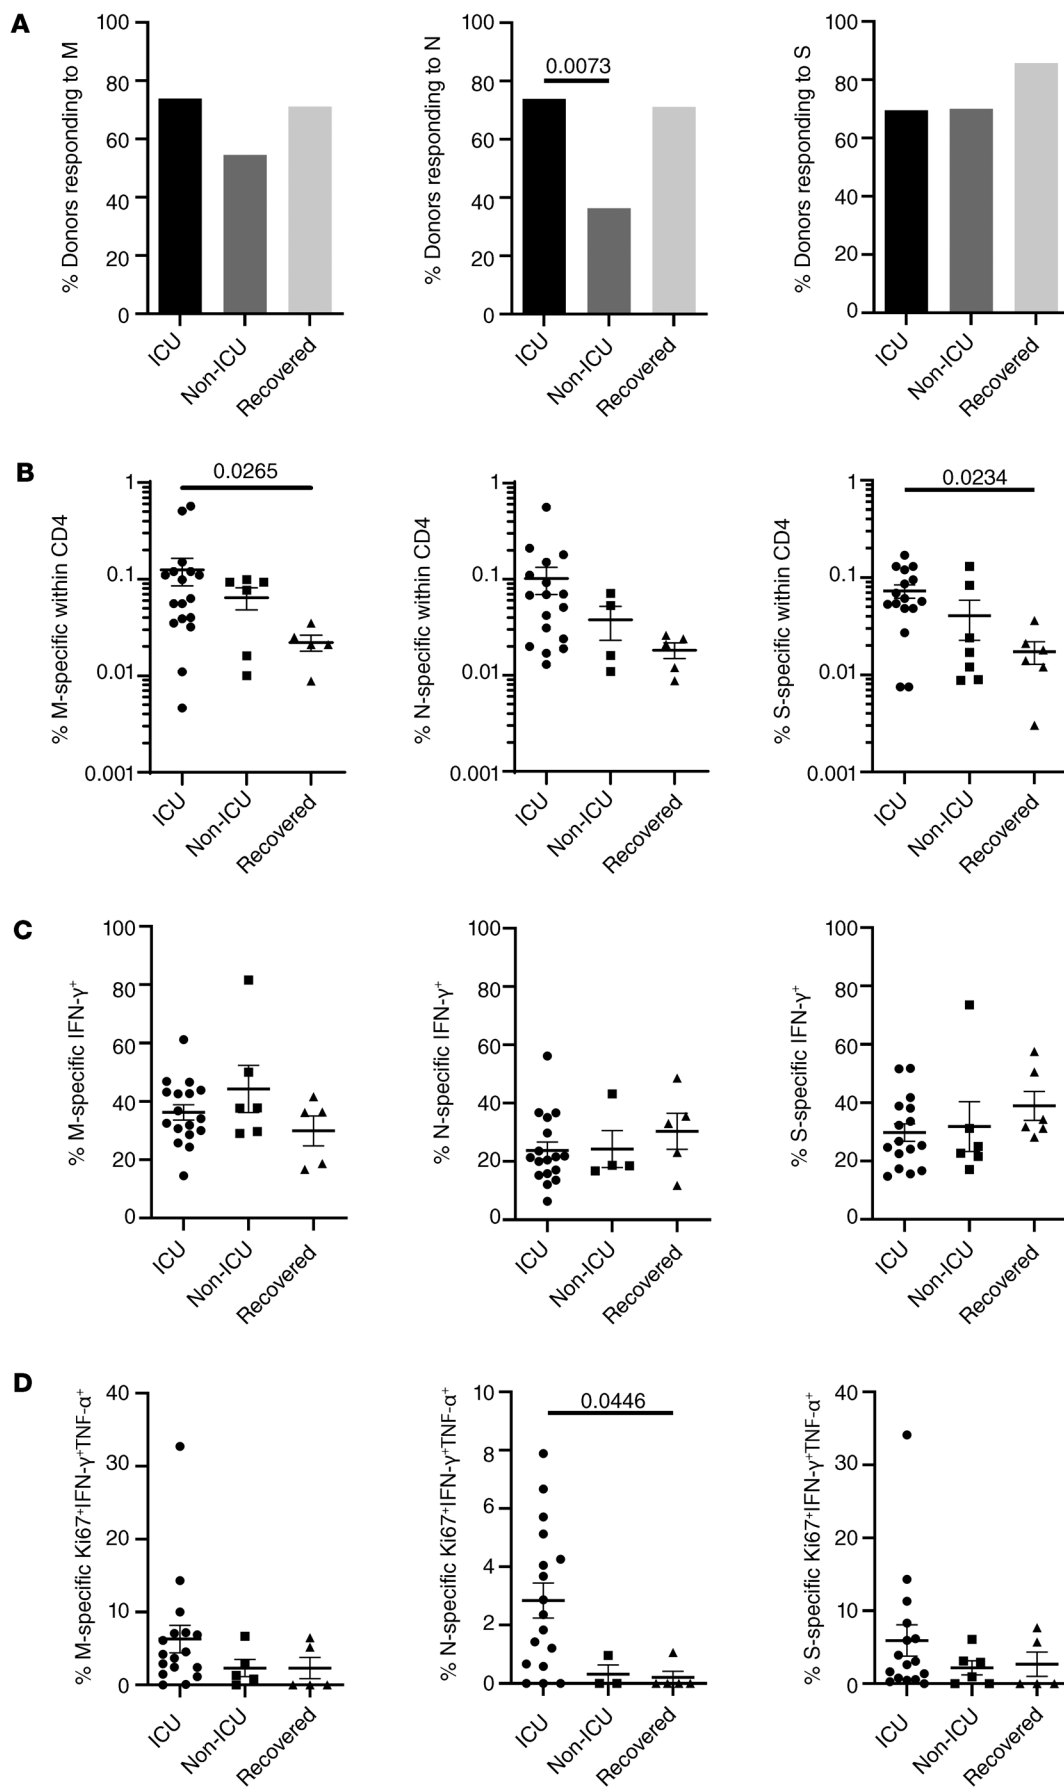 A
% Donors responding to M
100
80
60
40
20
0
ICU
Non-ICU
Recovered
% Donors responding to N
100
80
60
40
20
0
0.0073
ICU
Non-ICU
Recovered
% Donors responding to S
100
80
60
40
20
0
ICU
Non-ICU
Recovered
B
% M-specific within CD4
1
0.1
0.01
0.001
0.0265
ICU
Non-ICU
Recovered
% N-specific within CD4
1
0.1
0.01
0.001
ICU
Non-ICU
Recovered
% S-specific within CD4
1
0.1
0.01
0.001
0.0234
ICU
Non-ICU
Recovered
C
% M-specific IFN-γ⁺
100
80
60
40
20
0
ICU
Non-ICU
Recovered
% N-specific IFN-γ⁺
100
80
60
40
20
0
ICU
Non-ICU
Recovered
% S-specific IFN-γ⁺
100
80
60
40
20
0
ICU
Non-ICU
Recovered
D
% M-specific Ki67⁺IFN-γ⁺TNF-α⁺
40
30
20
10
0
ICU
Non-ICU
Recovered
% N-specific Ki67⁺IFN-γ⁺TNF-α⁺
10
8
6
4
2
0
0.0446
ICU
Non-ICU
Recovered
% S-specific Ki67⁺IFN-γ⁺TNF-α⁺
40
30
20
10
0
ICU
Non-ICU
Recovered